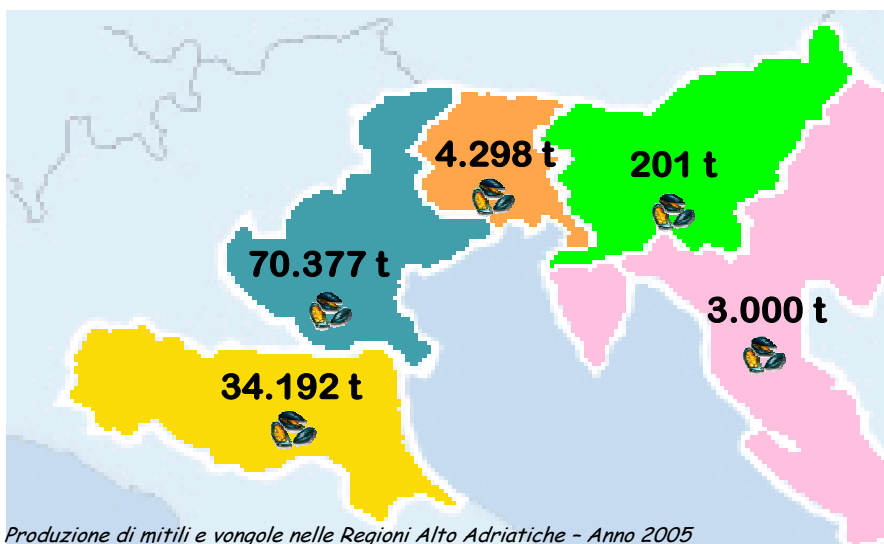 4.298 t
201 t
70.377 t
3.000 t
34.192 t
Produzione di mitili e vongole nelle Regioni Alto Adriatiche – Anno 2005